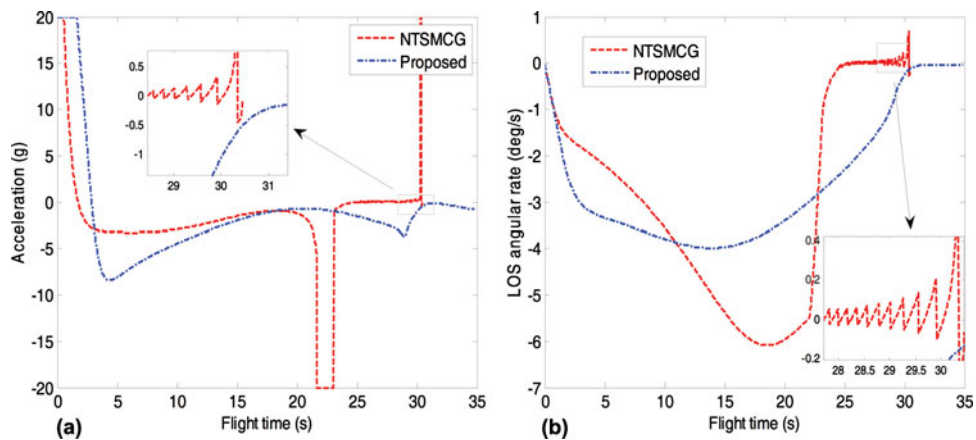 20
15
10
5
0
-5
-10
-15
-20
Acceleration (g)
0 5 10 15 20 25 30 35
Flight time (s)
(a)
NTSMCG
Proposed
0.5
0
-0.5
-1
29 30 31
1
0
-1
-2
-3
-4
-5
-6
-7
LOS angular rate (deg/s)
0 5 10 15 20 25 30 35
Flight time (s)
(b)
NTSMCG
Proposed
0.4
0.2
0
-0.2
28 28.5 29 29.5 30